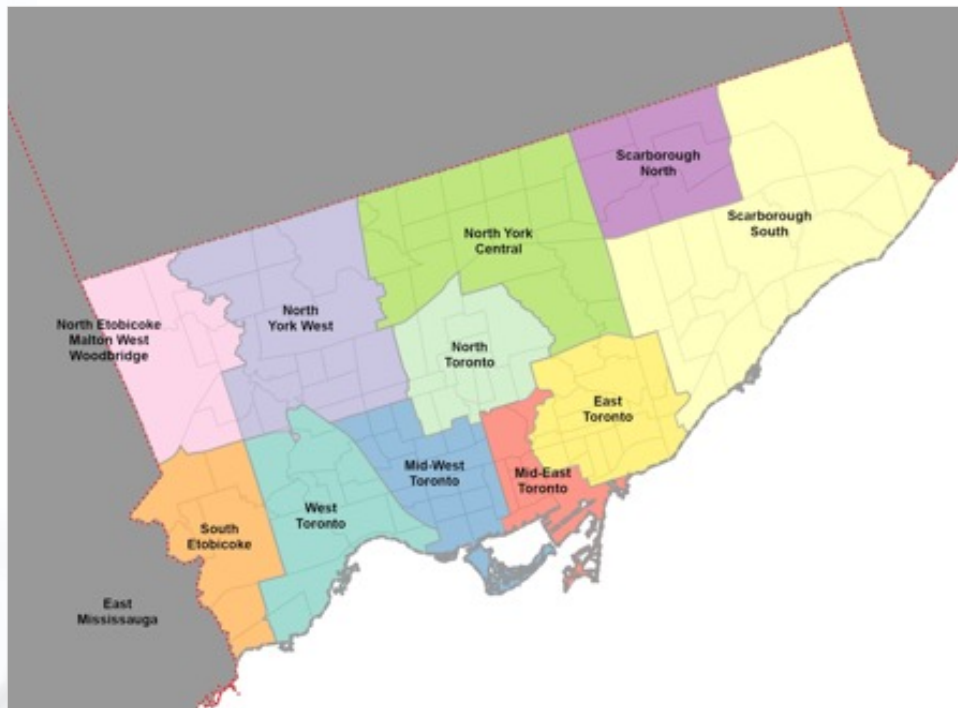 Scarborough
North
Scarborough
South
North York
Central
North Etobicoke
Malton West
Woodbridge
North
York West
North
Toronto
East
Toronto
Mid-West
Toronto
Mid-East
Toronto
West
Toronto
South
Etobicoke
East
Mississauga